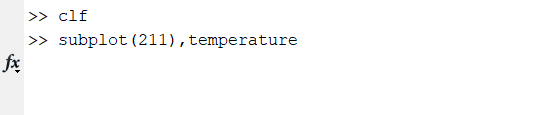 >> clf
>> subplot(211),temperature
fx